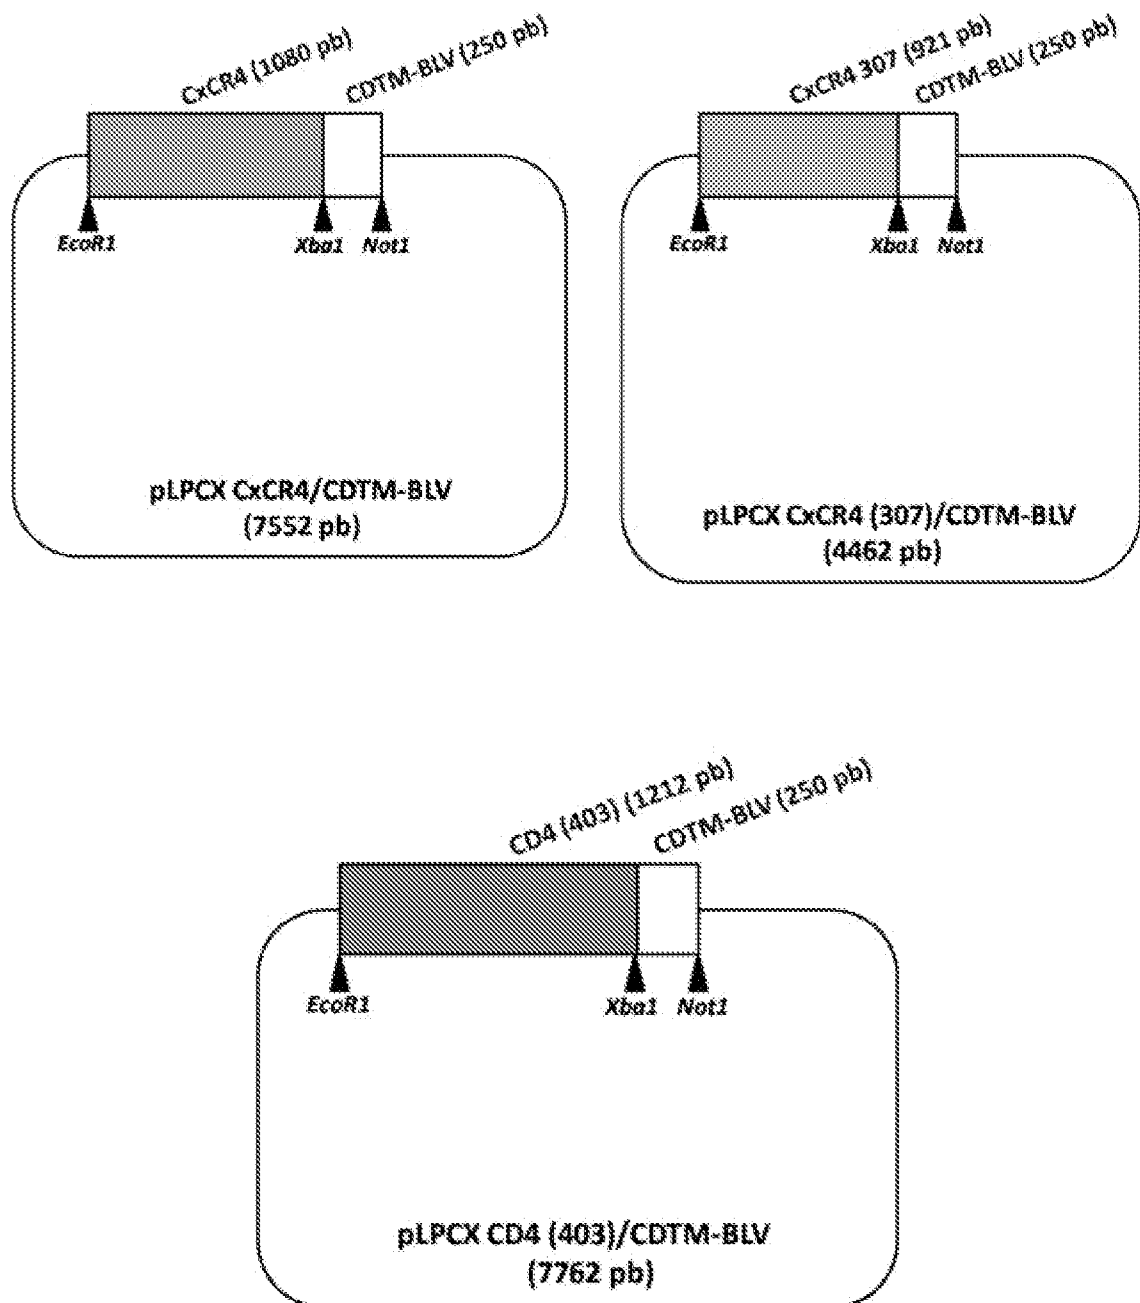 CxCR4 (1080 pb)
CDTM-BLV (250 pb)
EcoR1
Xba1
Not1
pLPCX CxCR4/CDTM-BLV
(7552 pb)
CxCR4 307 (921 pb)
CDTM-BLV (250 pb)
EcoR1
Xba1
Not1
pLPCX CxCR4 (307)/CDTM-BLV
(4462 pb)
CD4 (403) (1212 pb)
CDTM-BLV (250 pb)
EcoR1
Xba1
Not1
pLPCX CD4 (403)/CDTM-BLV
(7762 pb)